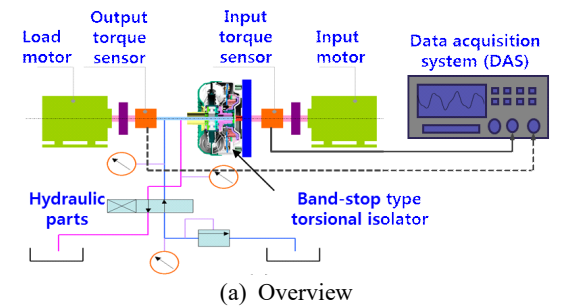 Load
motor
Output
torque
sensor
Input
torque
sensor
Input
motor
Data acquisition
system (DAS)
Hydraulic
parts
Band-stop type
torsional isolator
(a) Overview